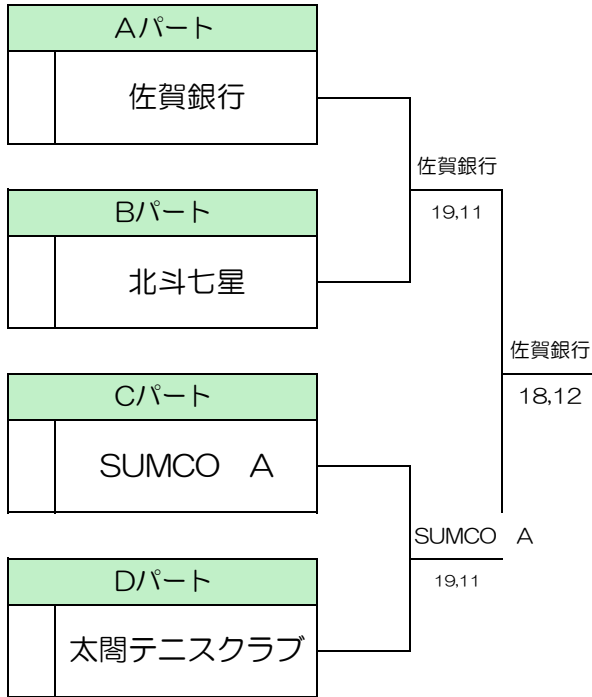 Aパート
佐賀銀行
佐賀銀行
19,11
Bパート
北斗七星
佐賀銀行
18,12
Cパート
SUMCO　A
SUMCO　A
19,11
Dパート
太閤テニスクラブ